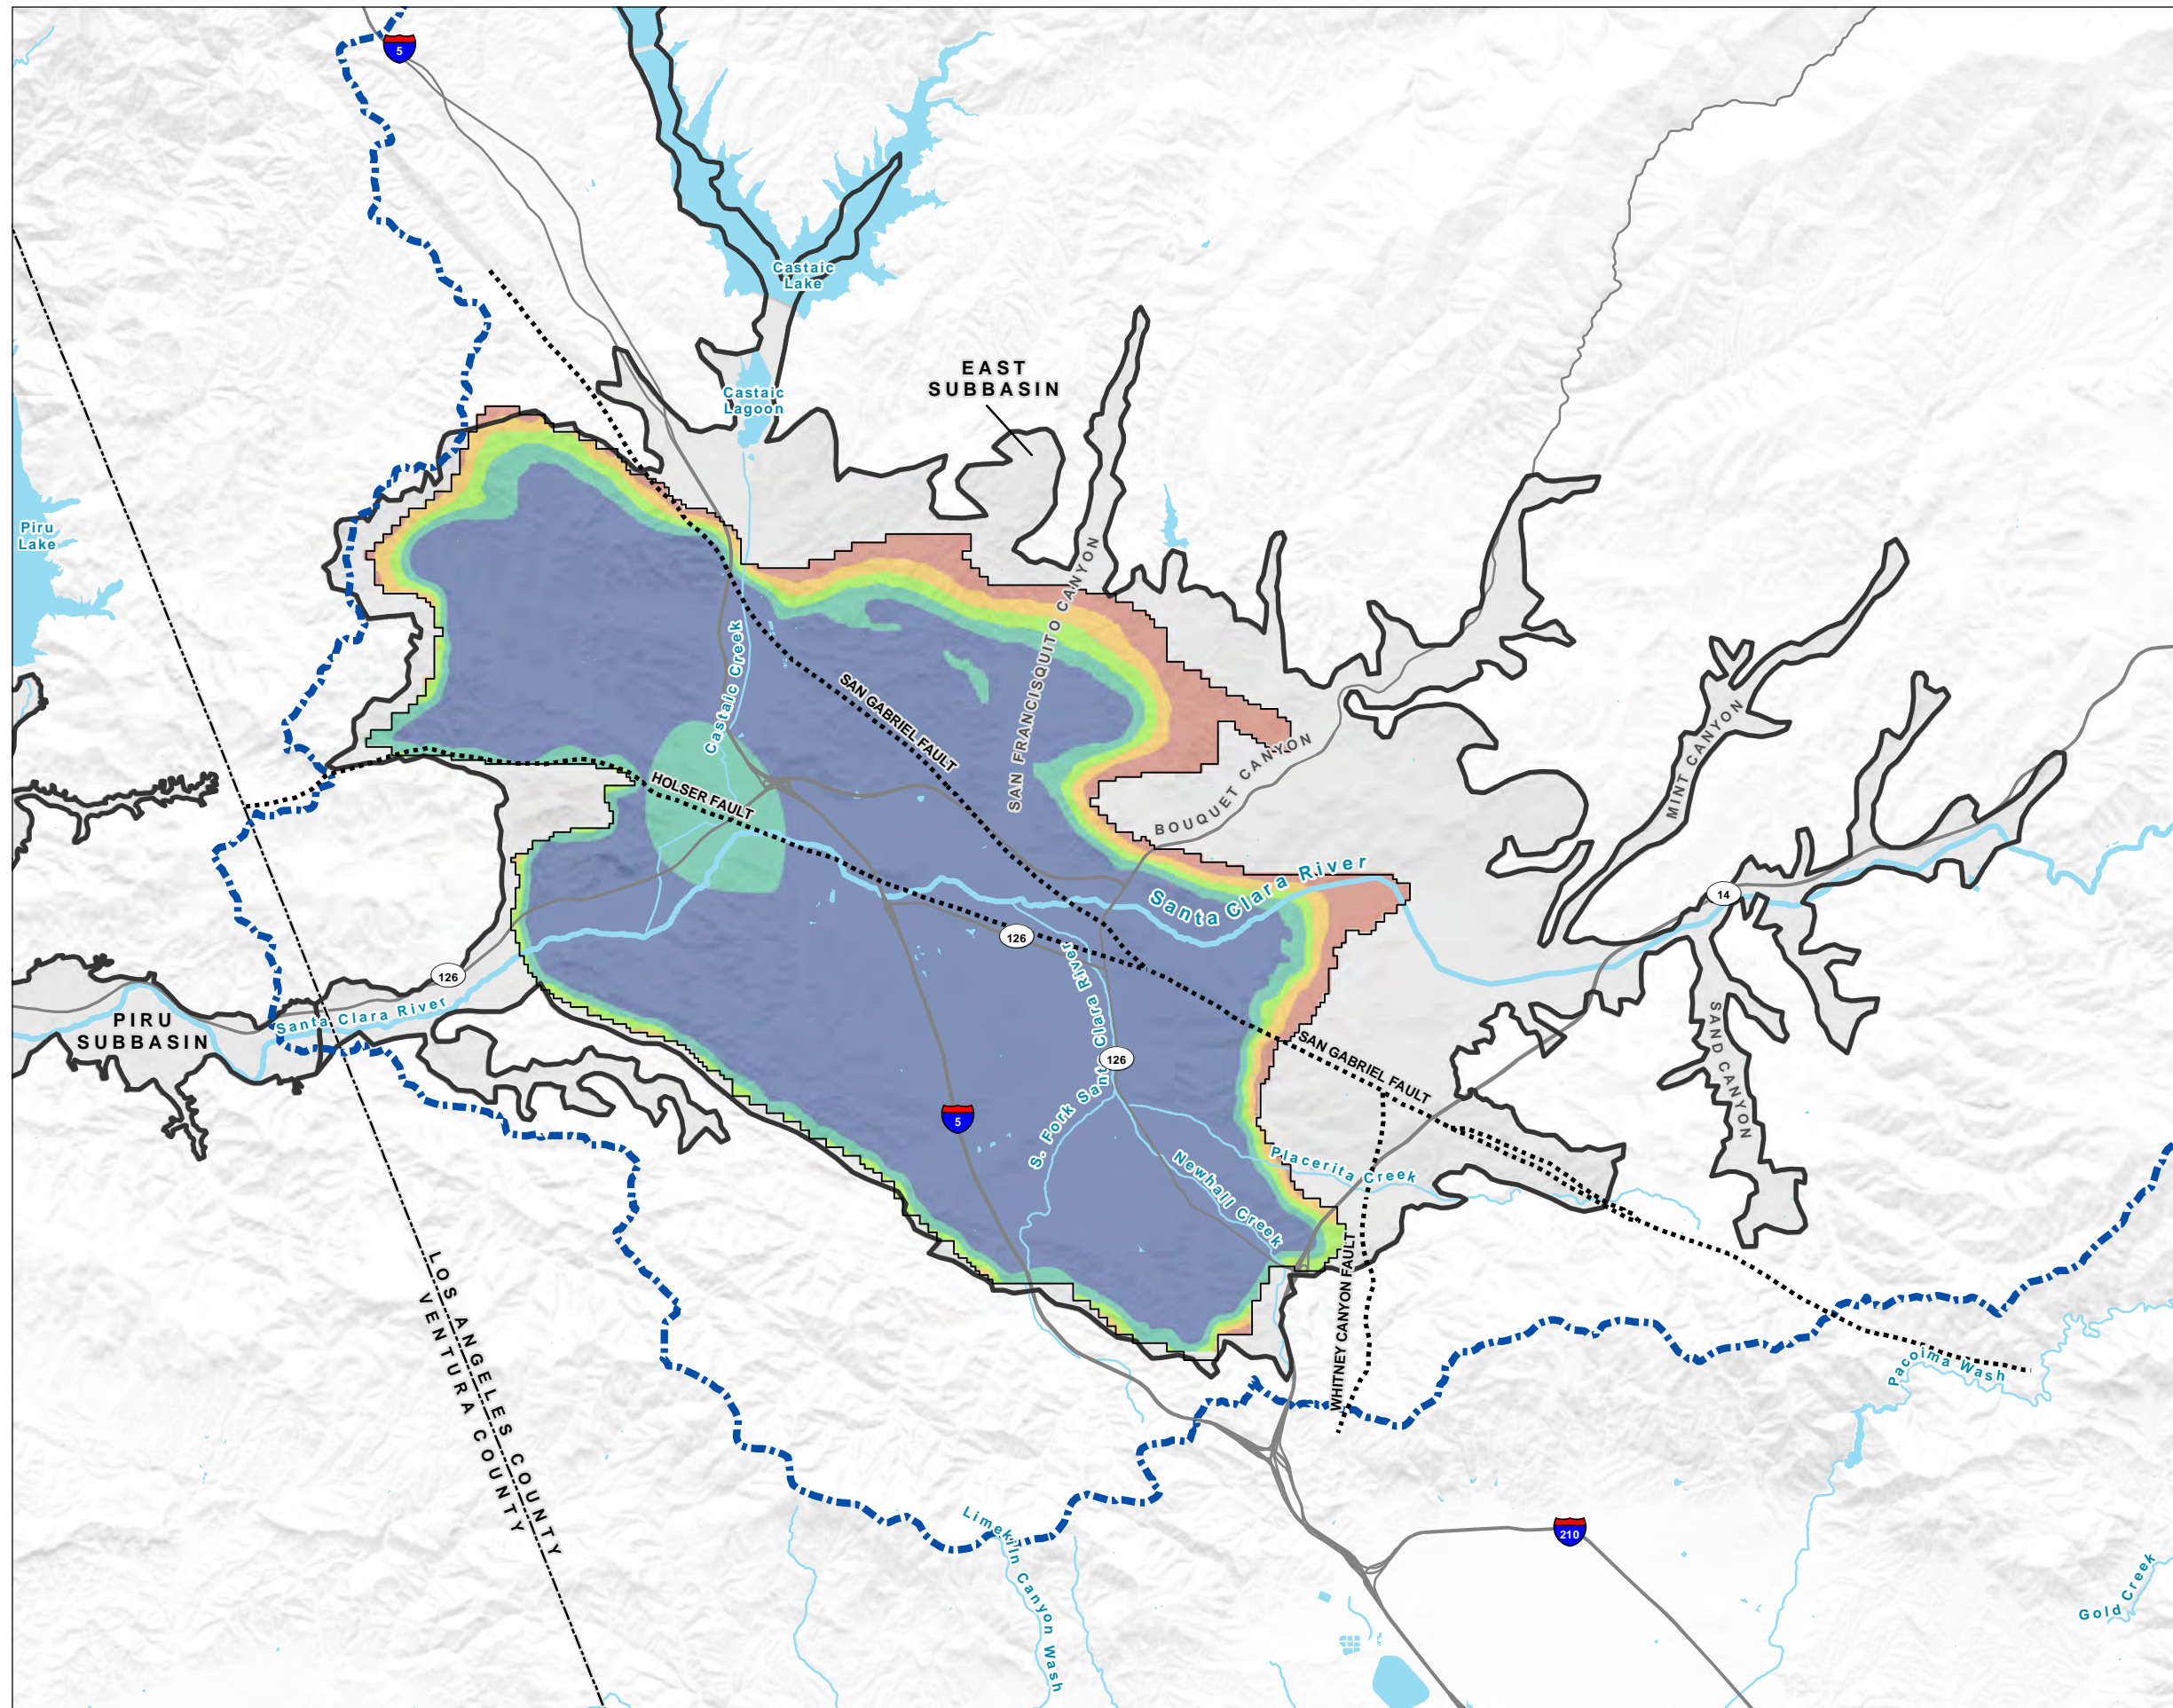 5
Castaic
Lake
EAST
SUBBASIN
Castaic
Lagoon
Piru
Lake
SAN FRANCISQUITO CANYON
Castaic Creek
SAN GABRIEL FAULT
MINT CANYON
BOUQUET CANYON
HOLSER FAULT
Santa Clara River
14
126
126
S. Fork Santa Clara River
Santa Clara River
PIRU
SUBBASIN
SAND CANYON
SAN GABRIEL FAULT
126
5
Placerita Creek
Newhall Creek
WHITNEY CANYON FAULT
LOS ANGELES COUNTY
VENTURA COUNTY
Pacoima Wash
Limekiln Canyon Wash
210
Gold Creek